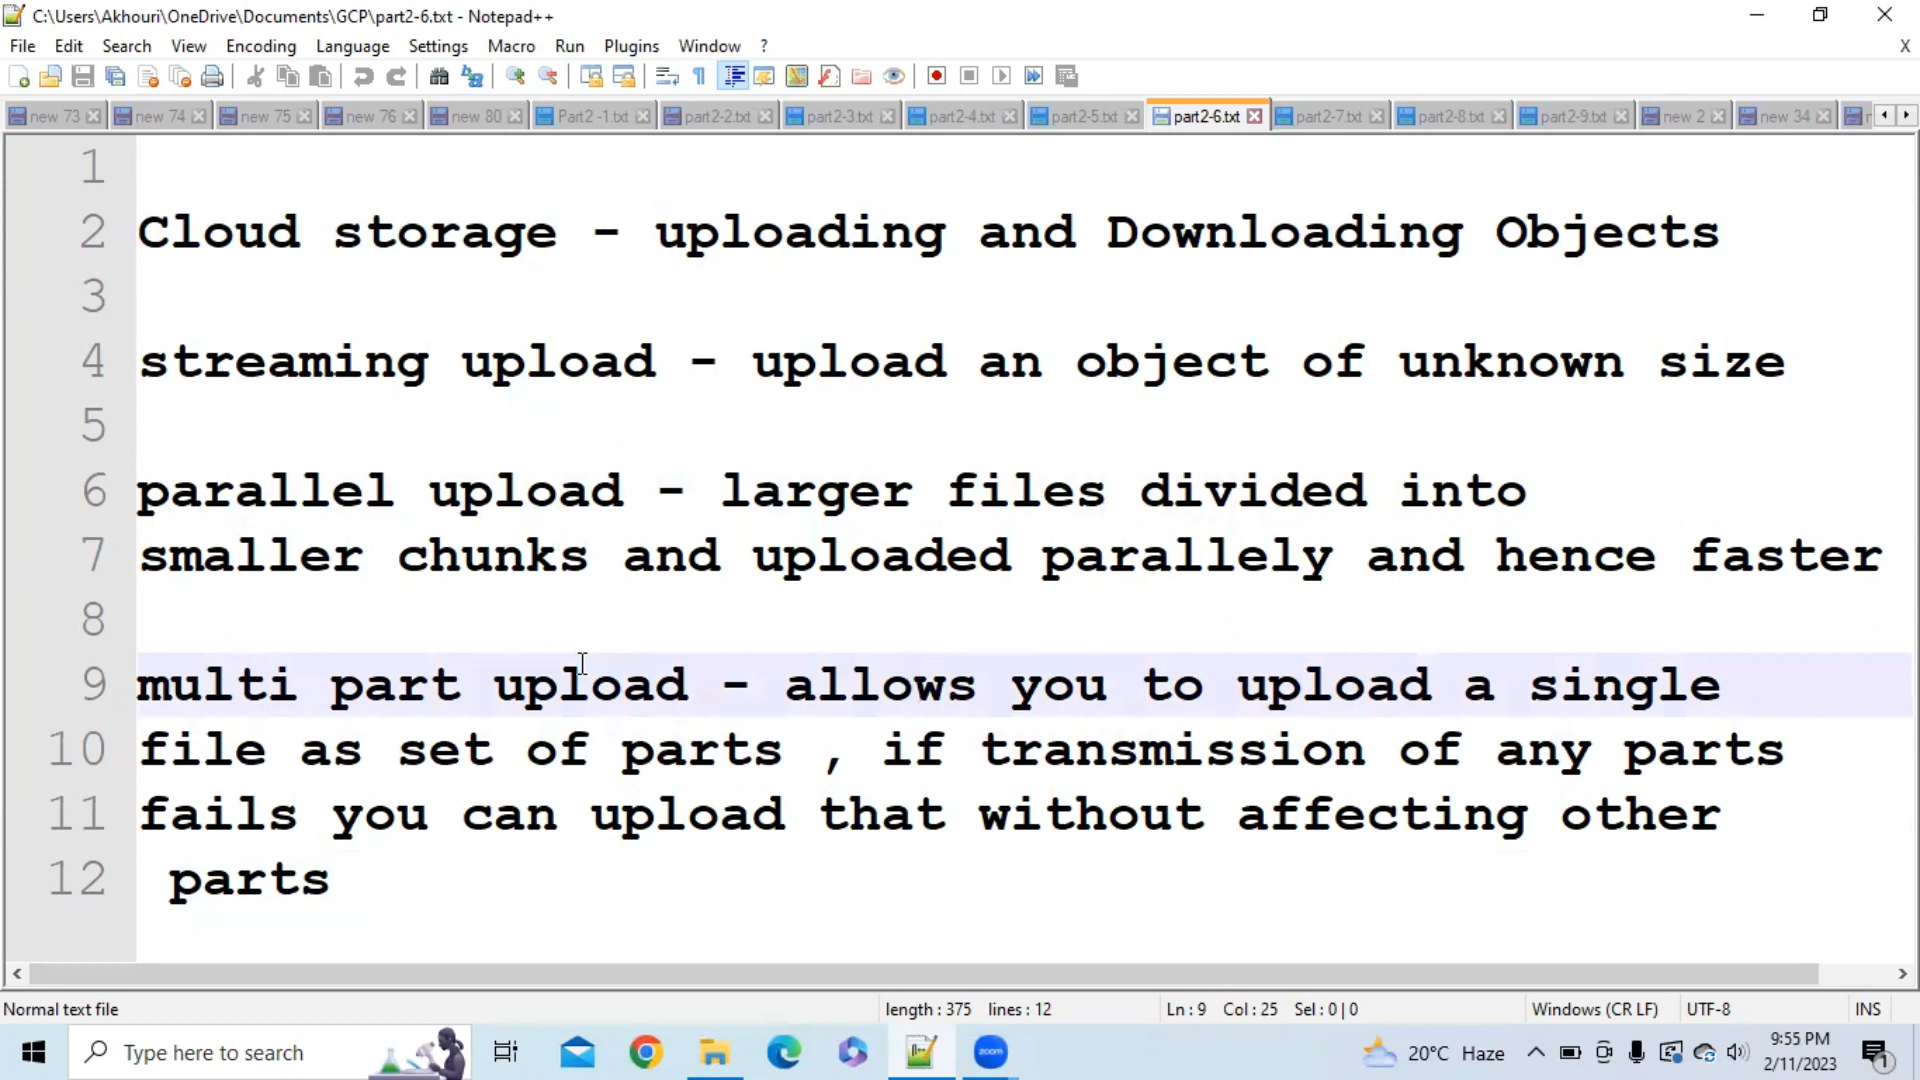 C:\Users\Akhouri\OneDrive\Documents\GCP\part2-6.txt - Notepad++
File Edit Search View Encoding Language Settings Macro Run Plugins Window ? X
new 73 new 74 new 75 new 76 new 80 Part2 -1.txt part2-2.txt part2-3.txt part2-4.txt part2-5.txt part2-6.txt part2-7.txt part2-8.txt part2-9.txt new 2 new 34
1
2 Cloud storage - uploading and Downloading Objects
3
4 streaming upload - upload an object of unknown size
5
6 parallel upload - larger files divided into
7 smaller chunks and uploaded parallely and hence faster
8
9 multi part upload - allows you to upload a single
10 file as set of parts , if transmission of any parts
11 fails you can upload that without affecting other
12 parts
Normal text file length : 375 lines : 12 Ln : 9 Col : 25 Sel : 0 | 0 Windows (CR LF) UTF-8 INS
Type here to search zoom 20°C Haze 9:55 PM
2/11/2023 1